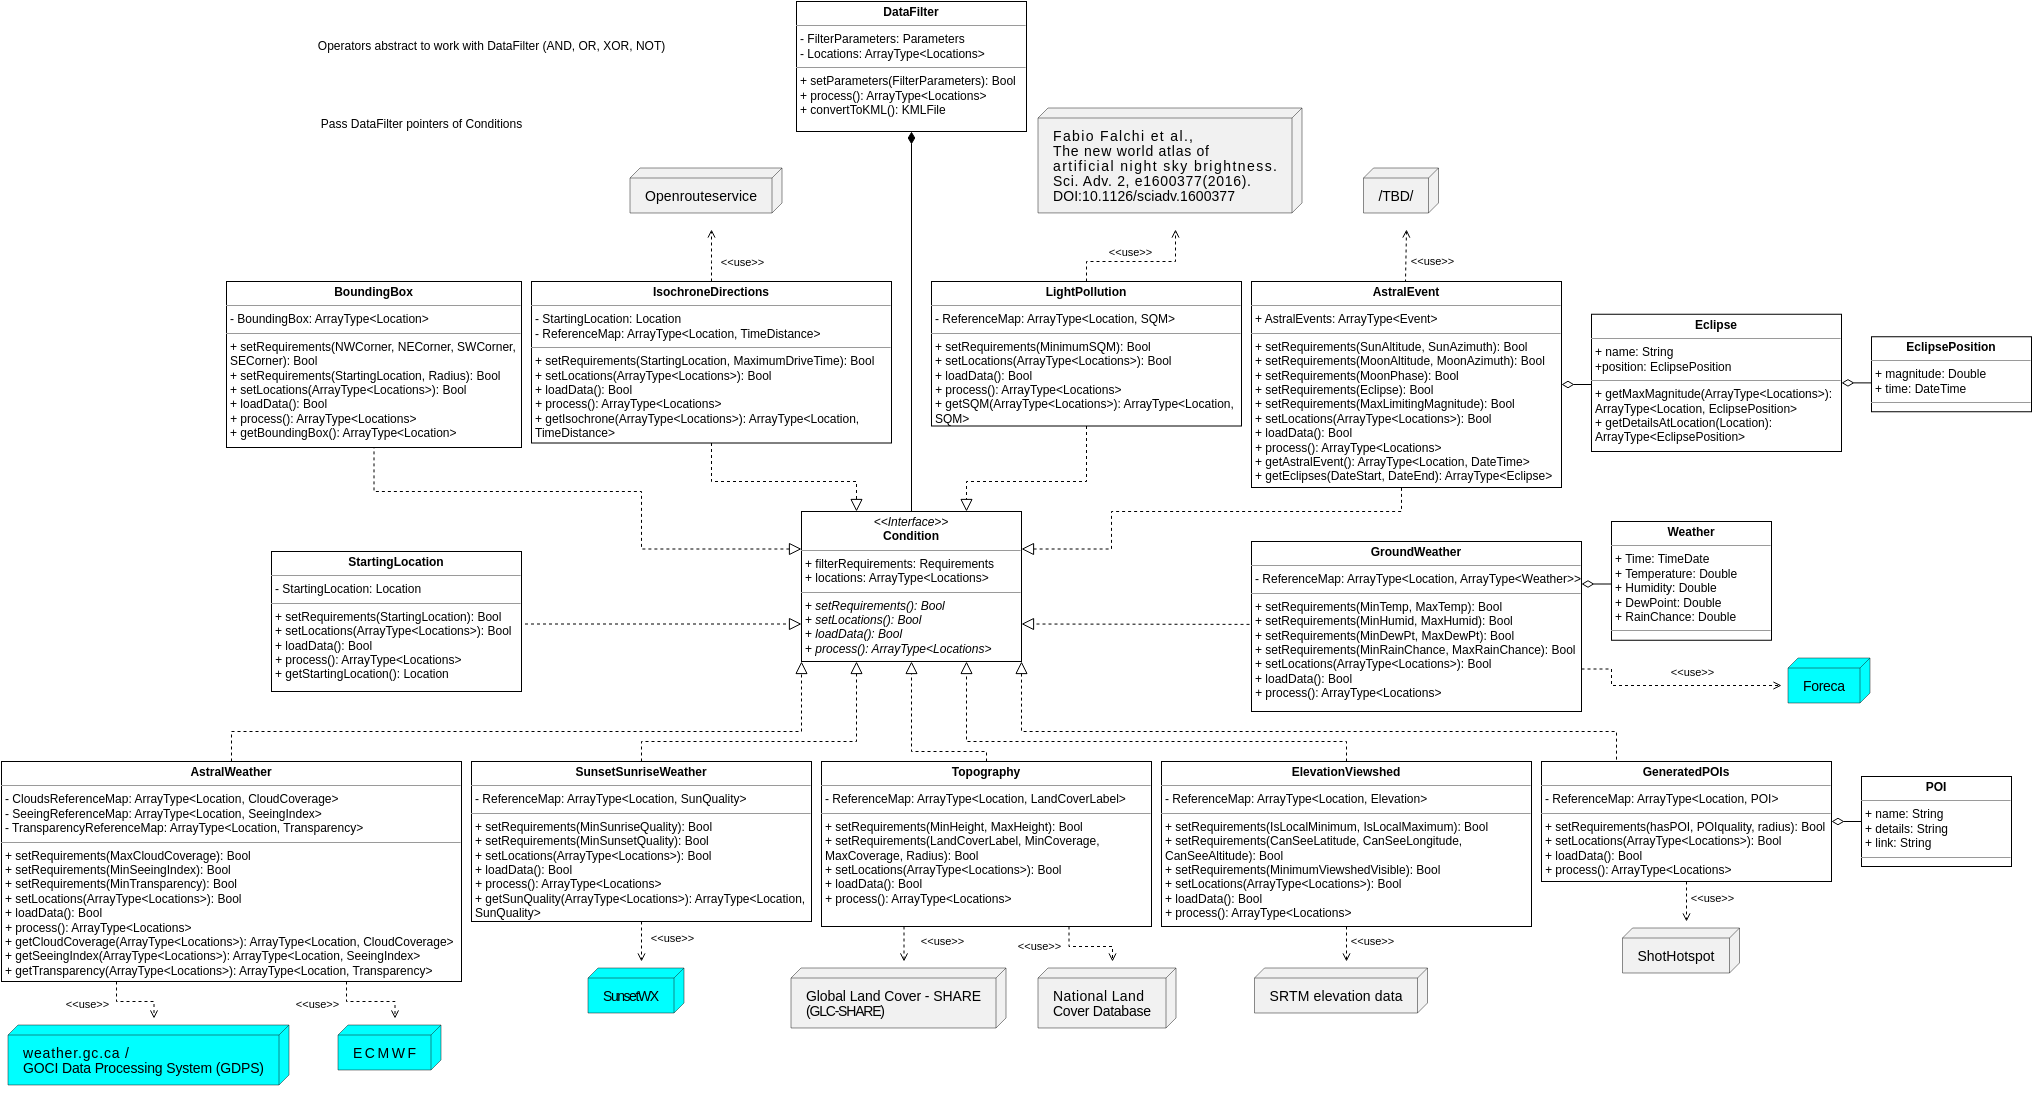 DataFilter
- FilterParameters: Parameters
- Locations: ArrayType<Locations>
+ setParameters(FilterParameters): Bool
+ process(): ArrayType<Locations>
+ convertToKML(): KMLFile
Operators abstract to work with DataFilter (AND, OR, XOR, NOT)
Pass DataFilter pointers of Conditions
Openrouteservice
<<use>>
Fabio Falchi et al.,
The new world atlas of
artificial night sky brightness.
Sci. Adv. 2, e1600377(2016).
DOI:10.1126/sciadv.1600377
<<use>>
/TBD/
<<use>>
BoundingBox
- BoundingBox: ArrayType<Location>
+ setRequirements(NWCorner, NECorner, SWCorner,
SECorner): Bool
+ setRequirements(StartingLocation, Radius): Bool
+ setLocations(ArrayType<Locations>): Bool
+ loadData(): Bool
+ process(): ArrayType<Locations>
+ getBoundingBox(): ArrayType<Location>
IsochroneDirections
- StartingLocation: Location
- ReferenceMap: ArrayType<Location, TimeDistance>
+ setRequirements(StartingLocation, MaximumDriveTime): Bool
+ setLocations(ArrayType<Locations>): Bool
+ loadData(): Bool
+ process(): ArrayType<Locations>
+ getIsochrone(ArrayType<Locations>): ArrayType<Location,
TimeDistance>
LightPollution
- ReferenceMap: ArrayType<Location, SQM>
+ setRequirements(MinimumSQM): Bool
+ setLocations(ArrayType<Locations>): Bool
+ loadData(): Bool
+ process(): ArrayType<Locations>
+ getSQM(ArrayType<Locations>): ArrayType<Location,
SQM>
AstralEvent
+ AstralEvents: ArrayType<Event>
+ setRequirements(SunAltitude, SunAzimuth): Bool
+ setRequirements(MoonAltitude, MoonAzimuth): Bool
+ setRequirements(MoonPhase): Bool
+ setRequirements(Eclipse): Bool
+ setRequirements(MaxLimitingMagnitude): Bool
+ setLocations(ArrayType<Locations>): Bool
+ loadData(): Bool
+ process(): ArrayType<Locations>
+ getAstralEvent(): ArrayType<Location, DateTime>
+ getEclipses(DateStart, DateEnd): ArrayType<Eclipse>
Eclipse
+ name: String
+position: EclipsePosition
+ getMaxMagnitude(ArrayType<Locations>):
ArrayType<Location, EclipsePosition>
+ getDetailsAtLocation(Location):
ArrayType<EclipsePosition>
EclipsePosition
+ magnitude: Double
+ time: DateTime
StartingLocation
- StartingLocation: Location
+ setRequirements(StartingLocation): Bool
+ setLocations(ArrayType<Locations>): Bool
+ loadData(): Bool
+ process(): ArrayType<Locations>
+ getStartingLocation(): Location
<<Interface>>
Condition
+ filterRequirements: Requirements
+ locations: ArrayType<Locations>
+ setRequirements(): Bool
+ setLocations(): Bool
+ loadData(): Bool
+ process(): ArrayType<Locations>
GroundWeather
- ReferenceMap: ArrayType<Location, ArrayType<Weather>>
+ setRequirements(MinTemp, MaxTemp): Bool
+ setRequirements(MinHumid, MaxHumid): Bool
+ setRequirements(MinDewPt, MaxDewPt): Bool
+ setRequirements(MinRainChance, MaxRainChance): Bool
+ setLocations(ArrayType<Locations>): Bool
+ loadData(): Bool
+ process(): ArrayType<Locations>
Weather
+ Time: TimeDate
+ Temperature: Double
+ Humidity: Double
+ DewPoint: Double
+ RainChance: Double
<<use>>
Foreca
AstralWeather
- CloudsReferenceMap: ArrayType<Location, CloudCoverage>
- SeeingReferenceMap: ArrayType<Location, SeeingIndex>
- TransparencyReferenceMap: ArrayType<Location, Transparency>
+ setRequirements(MaxCloudCoverage): Bool
+ setRequirements(MinSeeingIndex): Bool
+ setRequirements(MinTransparency): Bool
+ setLocations(ArrayType<Locations>): Bool
+ loadData(): Bool
+ process(): ArrayType<Locations>
+ getCloudCoverage(ArrayType<Locations>): ArrayType<Location, CloudCoverage>
+ getSeeingIndex(ArrayType<Locations>): ArrayType<Location, SeeingIndex>
+ getTransparency(ArrayType<Locations>): ArrayType<Location, Transparency>
SunsetSunriseWeather
- ReferenceMap: ArrayType<Location, SunQuality>
+ setRequirements(MinSunriseQuality): Bool
+ setRequirements(MinSunsetQuality): Bool
+ setLocations(ArrayType<Locations>): Bool
+ loadData(): Bool
+ process(): ArrayType<Locations>
+ getSunQuality(ArrayType<Locations>): ArrayType<Location,
SunQuality>
Topography
- ReferenceMap: ArrayType<Location, LandCoverLabel>
+ setRequirements(MinHeight, MaxHeight): Bool
+ setRequirements(LandCoverLabel, MinCoverage,
MaxCoverage, Radius): Bool
+ setLocations(ArrayType<Locations>): Bool
+ loadData(): Bool
+ process(): ArrayType<Locations>
ElevationViewshed
- ReferenceMap: ArrayType<Location, Elevation>
+ setRequirements(IsLocalMinimum, IsLocalMaximum): Bool
+ setRequirements(CanSeeLatitude, CanSeeLongitude,
CanSeeAltitude): Bool
+ setRequirements(MinimumViewshedVisible): Bool
+ setLocations(ArrayType<Locations>): Bool
+ loadData(): Bool
+ process(): ArrayType<Locations>
GeneratedPOIs
- ReferenceMap: ArrayType<Location, POI>
+ setRequirements(hasPOI, POIquality, radius): Bool
+ setLocations(ArrayType<Locations>): Bool
+ loadData(): Bool
+ process(): ArrayType<Locations>
POI
+ name: String
+ details: String
+ link: String
<<use>>
weather.gc.ca /
GOCI Data Processing System (GDPS)
<<use>>
ECMWF
<<use>>
SunsetWX
<<use>>
Global Land Cover - SHARE
(GLC-SHARE)
<<use>>
National Land
Cover Database
<<use>>
SRTM elevation data
<<use>>
ShotHotspot